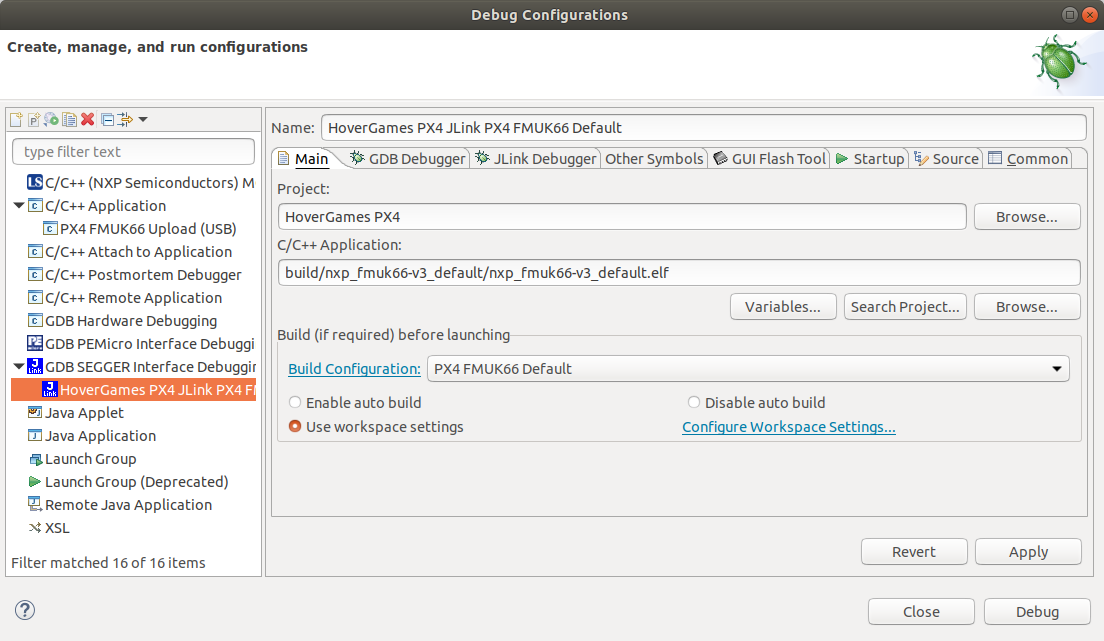 Debug Configurations
Create, manage, and run configurations
type filter text
C/C++ (NXP Semiconductors) M
C/C++ Application
PX4 FMUK66 Upload (USB)
C/C++ Attach to Application
C/C++ Postmortem Debugger
C/C++ Remote Application
GDB Hardware Debugging
GDB PEMicro Interface Debuggi
GDB SEGGER Interface Debuggin
HoverGames PX4 JLink PX4 F
Java Applet
Java Application
Launch Group
Launch Group (Deprecated)
Remote Java Application
XSL
Filter matched 16 of 16 items
Name: HoverGames PX4 JLink PX4 FMUK66 Default
Main GDB Debugger JLink Debugger Other Symbols GUI Flash Tool Startup Source Common
Project:
HoverGames PX4 Browse...
C/C++ Application:
build/nxp_fmuk66-v3_default/nxp_fmuk66-v3_default.elf
Variables... Search Project... Browse...
Build (if required) before launching
Build Configuration: PX4 FMUK66 Default
Enable auto build Disable auto build
Use workspace settings Configure Workspace Settings...
Revert Apply
Close Debug